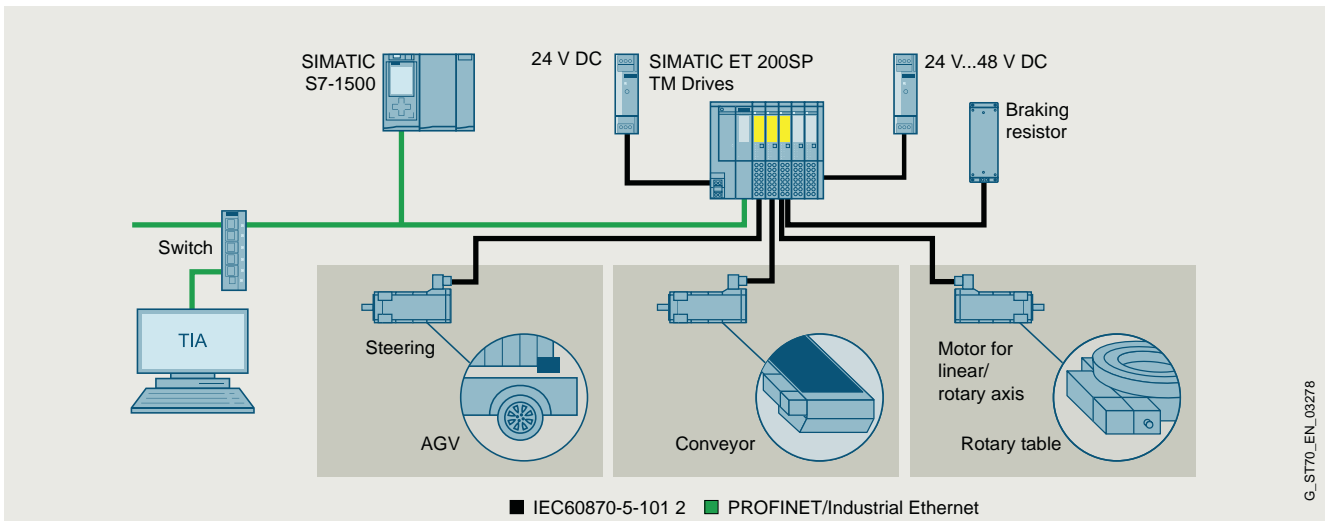 SIMATIC
S7-1500
24 V DC
SIMATIC ET 200SP
TM Drives
24 V...48 V DC
Braking
resistor
Switch
TIA
Steering
AGV
Conveyor
Motor for
linear/
rotary axis
Rotary table
IEC60870-5-101 2
PROFINET/Industrial Ethernet
G_ST70_EN_03278